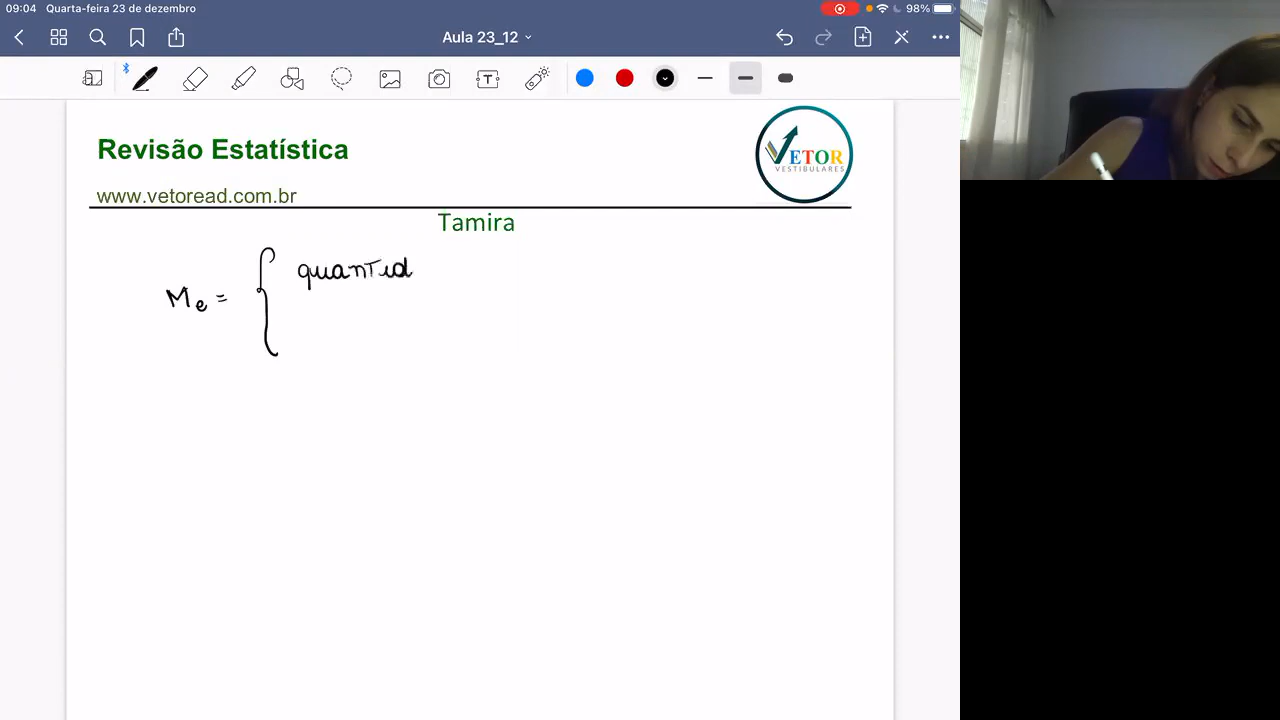 09:04 Quarta-feira 23 de dezembro 98%
Aula 23_12
T
Revisão Estatística
VETOR
VESTIBULARES
www.vetoread.com.br
Tamira
Me = { quantid